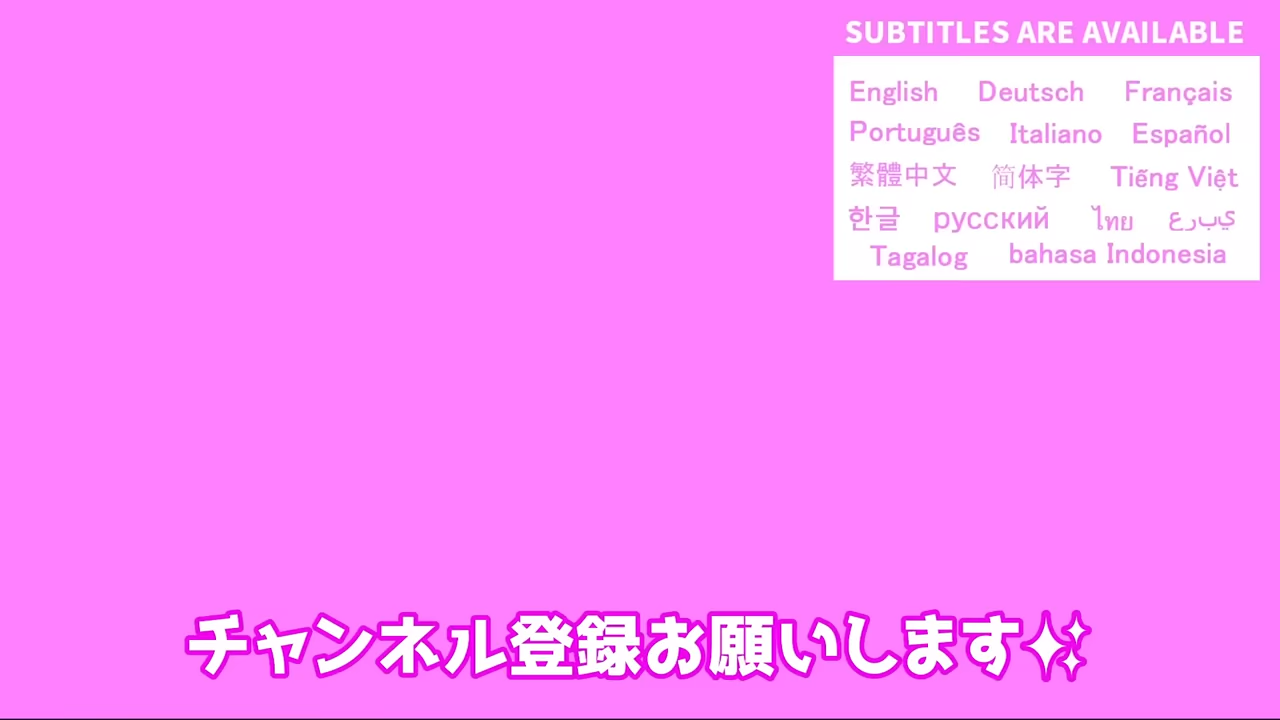 SUBTITLES ARE AVAILABLE
English Deutsch Français
Português Italiano Español
繁體中文 简体字 Tiếng Việt
한글 русский ไทย ي ب ر ع
Tagalog bahasa Indonesia
チャンネル登録お願いします✨